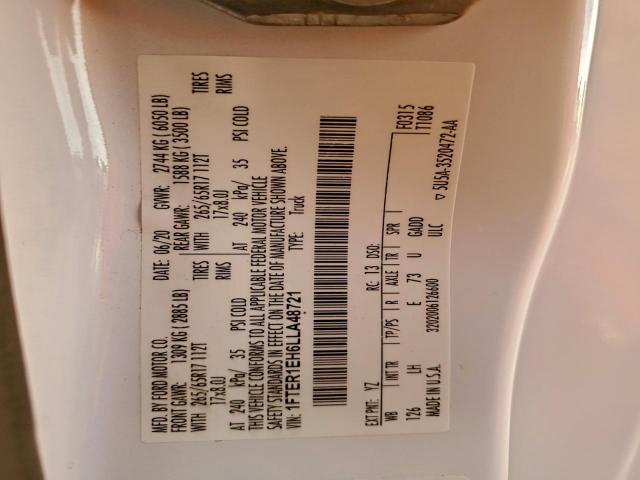 MFD. BY FORD MOTOR CO.
DATE: 06/20 GVWR: 2744 KG ( 6050 LB)
FRONT GAWR: 1309 KG ( 2885 LB) REAR GAWR: 1588 KG ( 3500 LB)
WITH 265/65R17 112T TIRES WITH 265/65R17 112T TIRES
17x8.0J RIMS 17x8.0J RIMS
AT 240 kPa/ 35 PSI COLD AT 240 kPa/ 35 PSI COLD
THIS VEHICLE CONFORMS TO ALL APPLICABLE FEDERAL MOTOR VEHICLE
SAFETY STANDARDS IN EFFECT ON THE DATE OF MANUFACTURE SHOWN ABOVE.
VIN: 1FTER1EH6LLA48721
TYPE: Truck
F0315
T1086
EXT PNT: YZ RC: 13 DSO:
WB INT TR TP/PS R AXLE TR SPR
126 LH E 73 U GADD
MADE IN U.S.A. 3202006126600 ULC
▽ 5U5A-3520472-AA